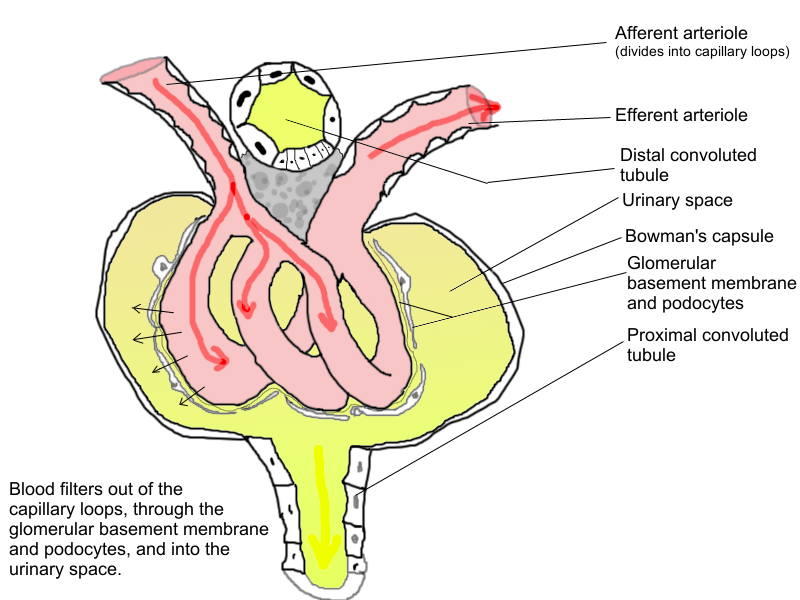 Afferent arteriole
(divides into capillary loops)
Efferent arteriole
Distal convoluted
tubule
Urinary space
Bowman's capsule
Glomerular
basement membrane
and podocytes
Proximal convoluted
tubule
Blood filters out of the
capillary loops, through the
glomerular basement membrane
and podocytes, and into the
urinary space.